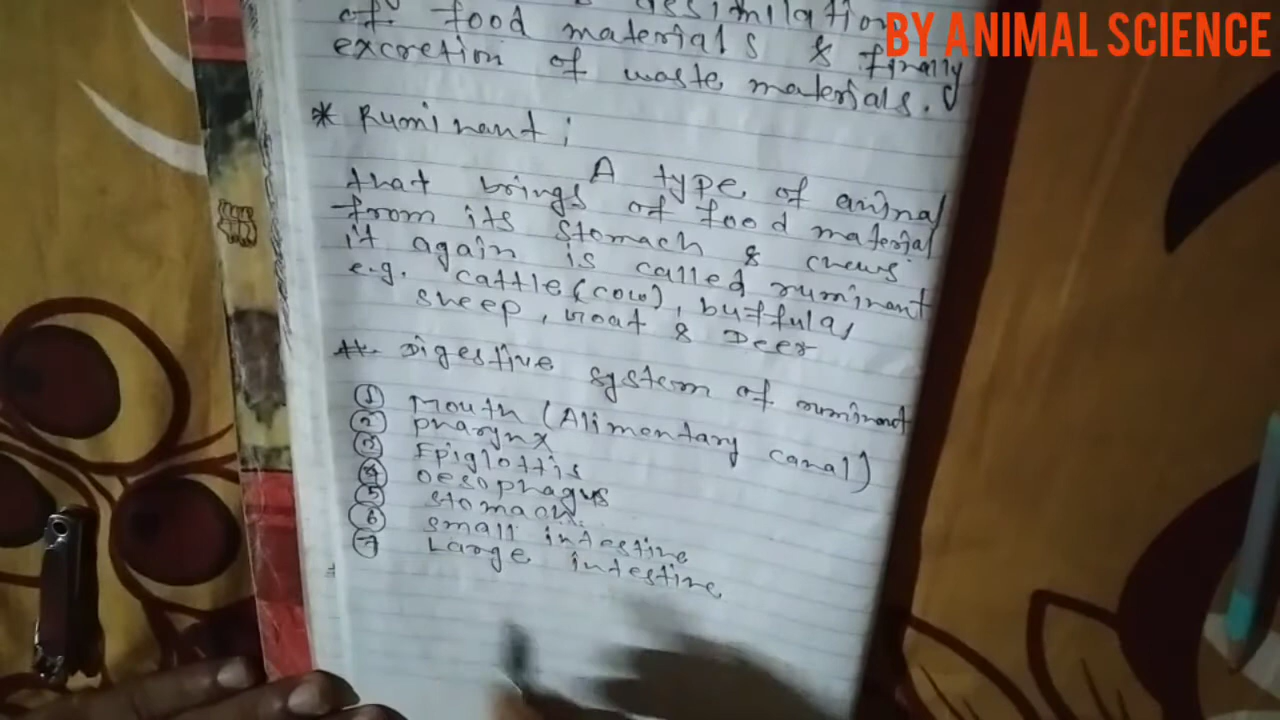 assimilation
of food materials & finally
excretion of waste materials.
BY ANIMAL SCIENCE
* Ruminant;
A type of animal
that brings of food material
from its stomach & chews
it again is called ruminant
e.g. cattle (cow), buffula,
sheep, Goat & Deer
Digestive system of ruminant
① Mouth (Alimentary canal)
② pharynx
③ Epiglottis
④ oesophagus
⑤ stomach
⑥ small intestine
⑦ Large intestine